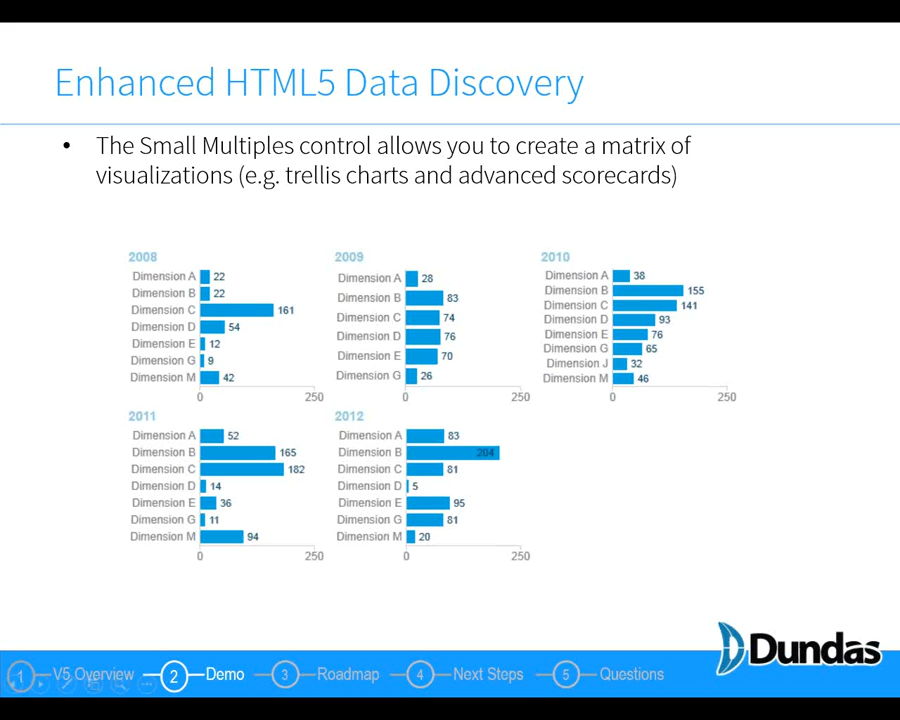 Enhanced HTML5 Data Discovery
• The Small Multiples control allows you to create a matrix of
visualizations (e.g. trellis charts and advanced scorecards)
2008
Dimension A 22
Dimension B 22
Dimension C 161
Dimension D 54
Dimension E 12
Dimension G 9
Dimension M 42
0 250
2009
Dimension A 28
Dimension B 83
Dimension C 74
Dimension D 76
Dimension E 70
Dimension G 26
0 250
2010
Dimension A 38
Dimension B 155
Dimension C 141
Dimension D 93
Dimension E 76
Dimension G 65
Dimension J 32
Dimension M 46
0 250
2011
Dimension A 52
Dimension B 165
Dimension C 182
Dimension D 14
Dimension E 36
Dimension G 11
Dimension M 94
0 250
2012
Dimension A 83
Dimension B 204
Dimension C 81
Dimension D 5
Dimension E 95
Dimension G 81
Dimension M 20
0 250
1 V5 Overview 2 Demo 3 Roadmap 4 Next Steps 5 Questions
Dundas